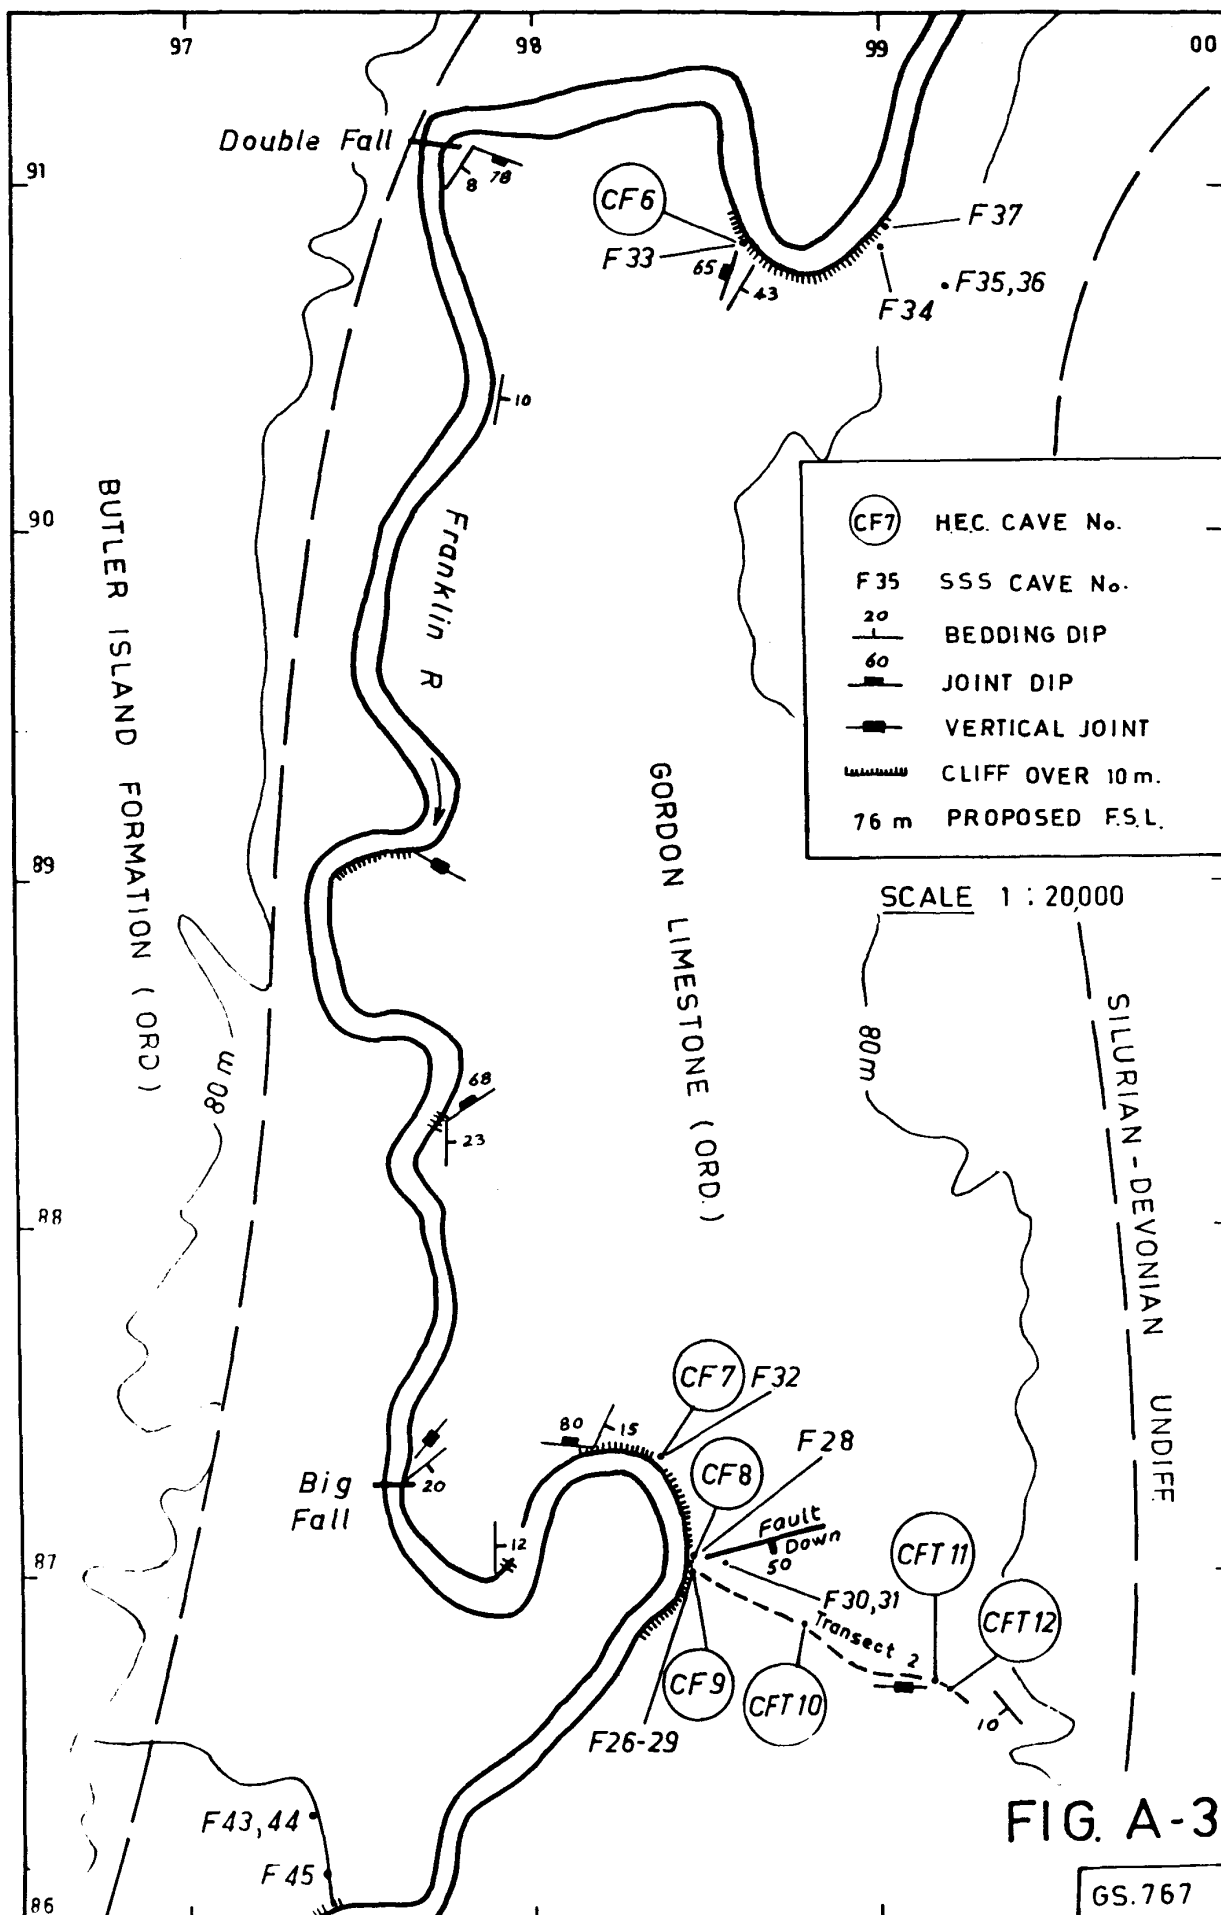 97
98
99
00
Double Fall
91
8
78
CF6
F33
65
43
F37
F35,36
F34
10
90
BUTLER ISLAND FORMATION (ORD)
Franklin R
CF7 H.E.C. CAVE No.
F35 SSS CAVE No.
20 BEDDING DIP
60 JOINT DIP
VERTICAL JOINT
CLIFF OVER 10 m.
76 m PROPOSED F.S.L.
SCALE 1 : 20,000
89
GORDON LIMESTONE (ORD.)
SILURIAN-DEVONIAN UNDIFF.
80m
80m
68
23
88
CF7
F32
80
15
F28
CF8
Big
Fall
20
12
Fault
Down
50
87
F30,31
Transect 2
CFT 11
CFT 12
CF9
CFT 10
10
F26-29
F43,44
F45
86
FIG. A-3
GS.767